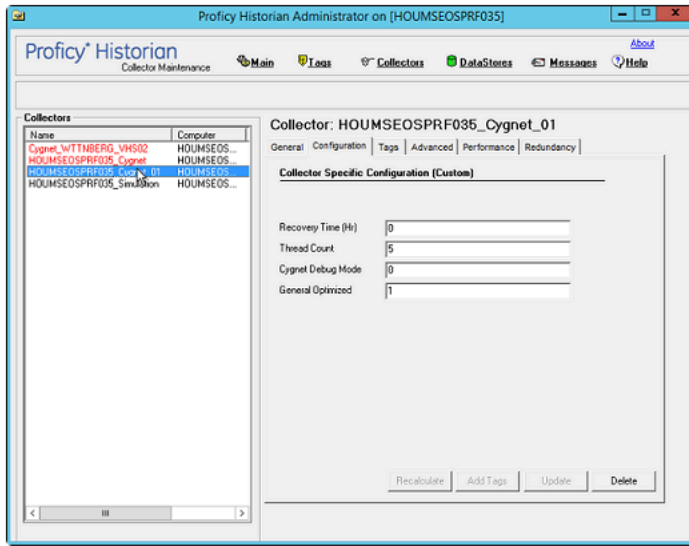 Proficy Historian Administrator on [HOUMSEOSPRF035]
Proficy* Historian
Collector Maintenance
Main Tags Collectors DataStores Messages Help
About
Collectors
Name Computer
Cygnet_WTTNBERG_VHS02 HOUMSEOS...
HOUMSEOSPRF035_Cygnet HOUMSEOS...
HOUMSEOSPRF035_Cygnet_01 HOUMSEOS...
HOUMSEOSPRF035_Simulation HOUMSEOS...
Collector: HOUMSEOSPRF035_Cygnet_01
General Configuration Tags Advanced Performance Redundancy
Collector Specific Configuration (Custom)
Recovery Time (Hr) 0
Thread Count 5
Cygnet Debug Mode 0
General Optimized 1
Recalculate Add Tags Update Delete